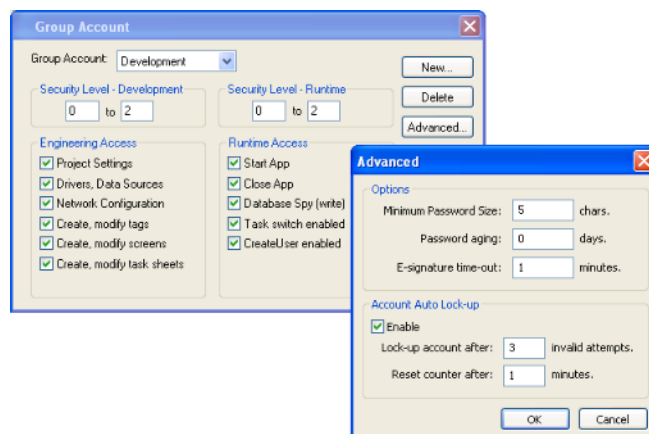 Group Account
Group Account: Development
New...
Security Level - Development
0 to 2
Security Level - Runtime
0 to 2
Delete
Advanced...
Engineering Access
Project Settings
Drivers, Data Sources
Network Configuration
Create, modify tags
Create, modify screens
Create, modify task sheets
Runtime Access
Start App
Close App
Database Spy (write)
Task switch enabled
CreateUser enabled
Advanced
Options
Minimum Password Size: 5 chars.
Password aging: 0 days.
E-signature time-out: 1 minutes.
Account Auto Lock-up
Enable
Lock-up account after: 3 invalid attempts.
Reset counter after: 1 minutes.
OK Cancel